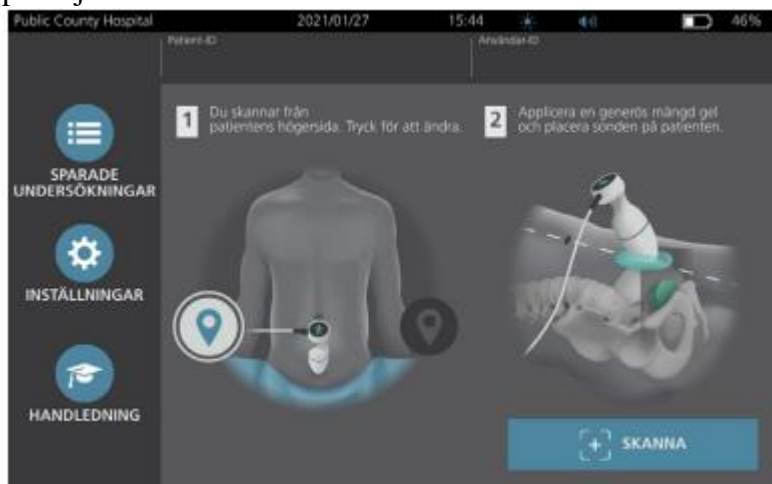 Public County Hospital 2021/01/27 15:44 46%
Patient-ID Användar-ID
1 Du skannar från
patientens högersida. Tryck för att ändra.
2 Applicera en generös mängd gel
och placera sonden på patienten.
SPARADE
UNDERSÖKNINGAR
INSTÄLLNINGAR
HANDLEDNING
SKANNA